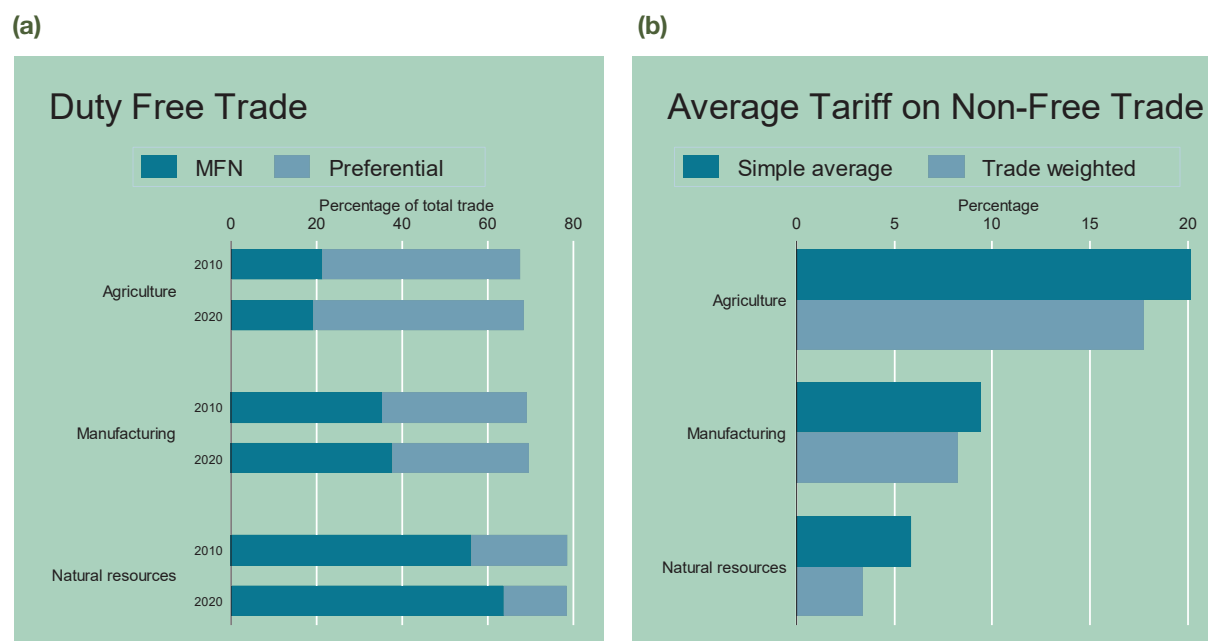 (a)
Duty Free Trade
MFN Preferential
Percentage of total trade
0 20 40 60 80
2010
Agriculture
2020
2010
Manufacturing
2020
2010
Natural resources
2020
(b)
Average Tariff on Non-Free Trade
Simple average Trade weighted
Percentage
0 5 10 15 20
Agriculture
Manufacturing
Natural resources